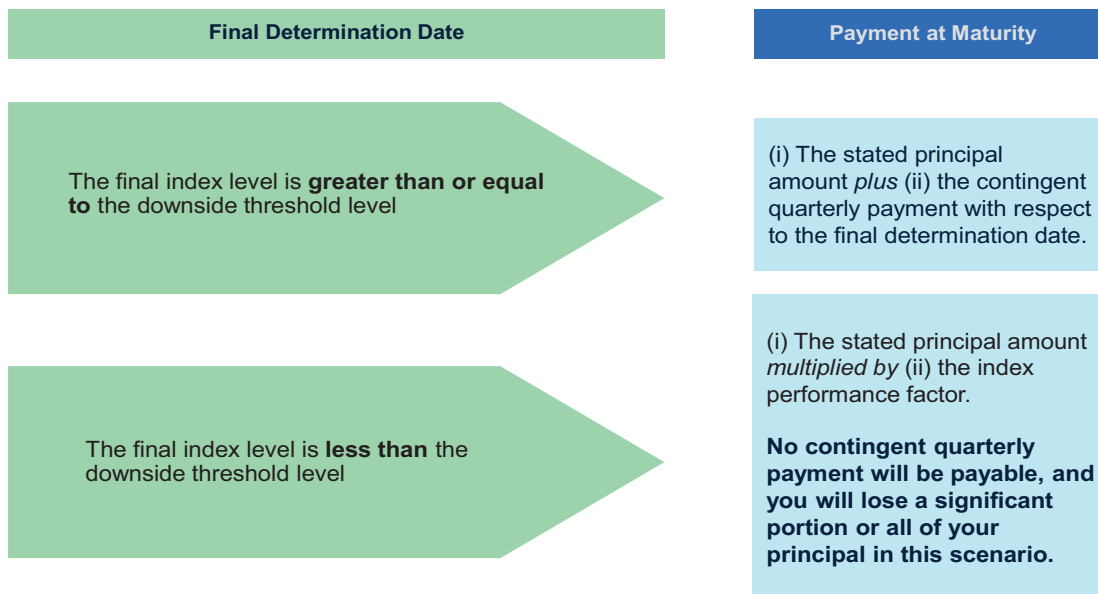 Final Determination Date
Payment at Maturity
The final index level is greater than or equal
to the downside threshold level
(i) The stated principal
amount plus (ii) the contingent
quarterly payment with respect
to the final determination date.
The final index level is less than the
downside threshold level
(i) The stated principal amount
multiplied by (ii) the index
performance factor.
No contingent quarterly
payment will be payable, and
you will lose a significant
portion or all of your
principal in this scenario.